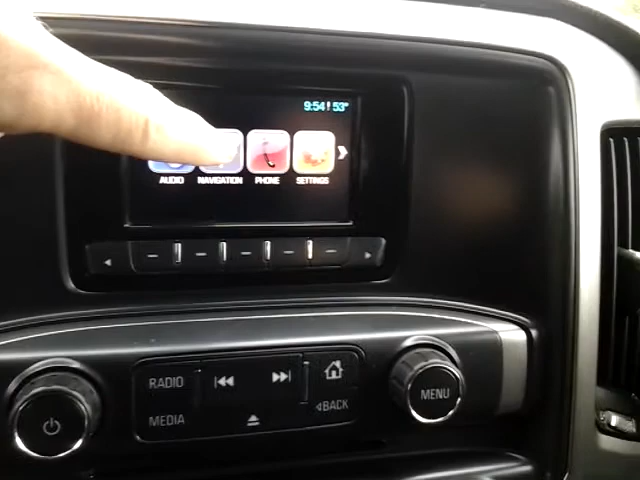 9:54 53°
AUDIO NAVIGATION PHONE SETTINGS
RADIO
MENU
MEDIA
BACK